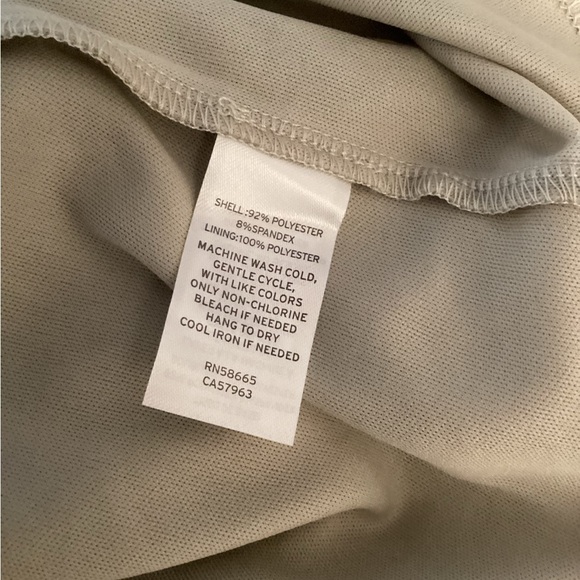 SHELL:92% POLYESTER
8%SPANDEX
LINING:100% POLYESTER
MACHINE WASH COLD,
GENTLE CYCLE,
WITH LIKE COLORS
ONLY NON-CHLORINE
BLEACH IF NEEDED
HANG TO DRY
COOL IRON IF NEEDED
RN58665
CA57963